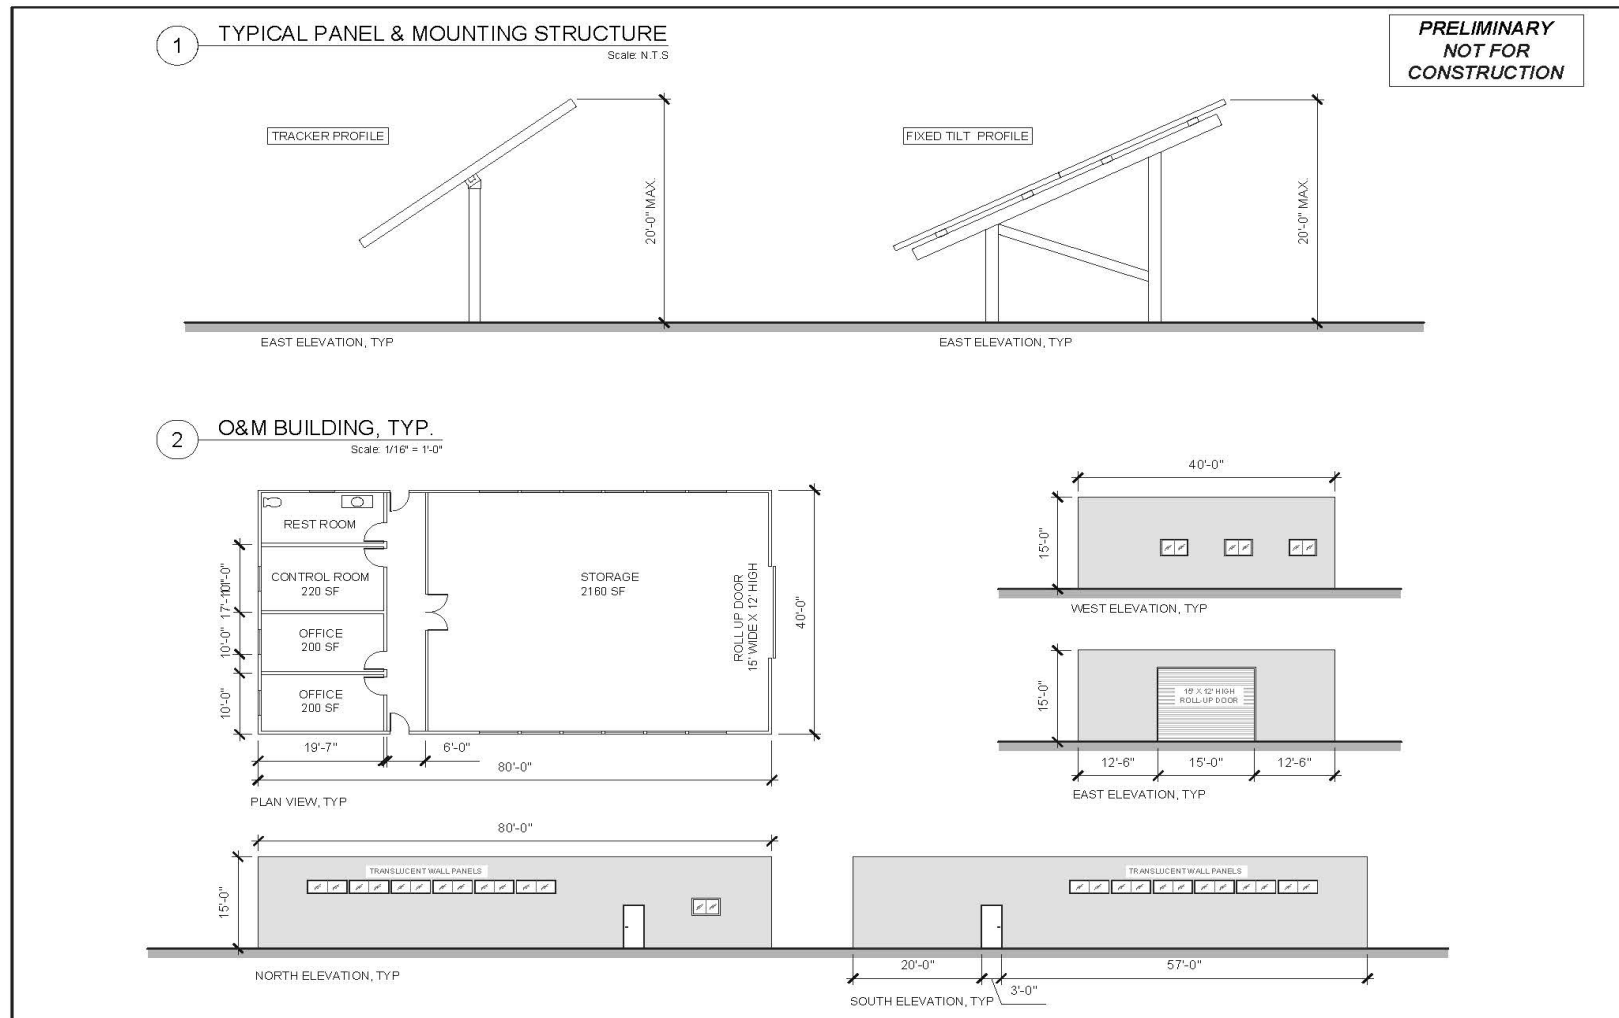 1
TYPICAL PANEL & MOUNTING STRUCTURE
Scale: N.T.S
PRELIMINARY
NOT FOR
CONSTRUCTION
TRACKER PROFILE
20'-0" MAX.
EAST ELEVATION, TYP
FIXED TILT PROFILE
20'-0" MAX.
EAST ELEVATION, TYP
2
O&M BUILDING, TYP.
Scale: 1/16" = 1'-0"
REST ROOM
CONTROL ROOM
220 SF
OFFICE
200 SF
OFFICE
200 SF
STORAGE
2160 SF
ROLL UP DOOR
15' WIDE X 12' HIGH
40'-0"
10'-0"
10'-0"
19'-7"
6'-0"
80'-0"
PLAN VIEW, TYP
40'-0"
15'-0"
WEST ELEVATION, TYP
15'-0"
15' X 12' HIGH
ROLL-UP DOOR
12'-6"
15'-0"
12'-6"
EAST ELEVATION, TYP
80'-0"
15'-0"
TRANSLUCENT WALL PANELS
NORTH ELEVATION, TYP
TRANSLUCENT WALL PANELS
20'-0"
57'-0"
3'-0"
SOUTH ELEVATION, TYP